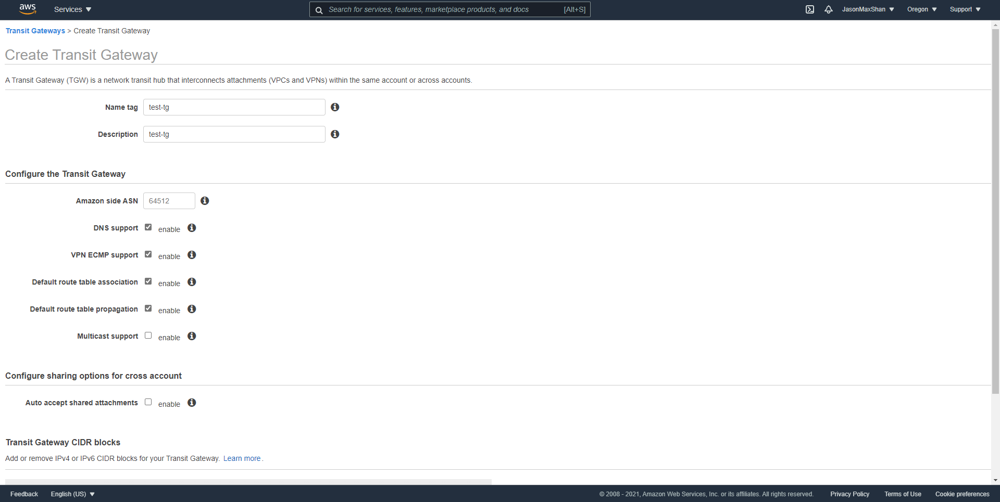 aws Services Search for services, features, marketplace products, and docs [Alt+S] JasonMaxShan Oregon Support
Transit Gateways > Create Transit Gateway
Create Transit Gateway
A Transit Gateway (TGW) is a network transit hub that interconnects attachments (VPCs and VPNs) within the same account or across accounts.
Name tag test-tg
Description test-tg
Configure the Transit Gateway
Amazon side ASN 64512
DNS support enable
VPN ECMP support enable
Default route table association enable
Default route table propagation enable
Multicast support enable
Configure sharing options for cross account
Auto accept shared attachments enable
Transit Gateway CIDR blocks
Add or remove IPv4 or IPv6 CIDR blocks for your Transit Gateway. Learn more.
Feedback English (US) © 2008 - 2021, Amazon Web Services, Inc. or its affiliates. All rights reserved. Privacy Policy Terms of Use Cookie preferences